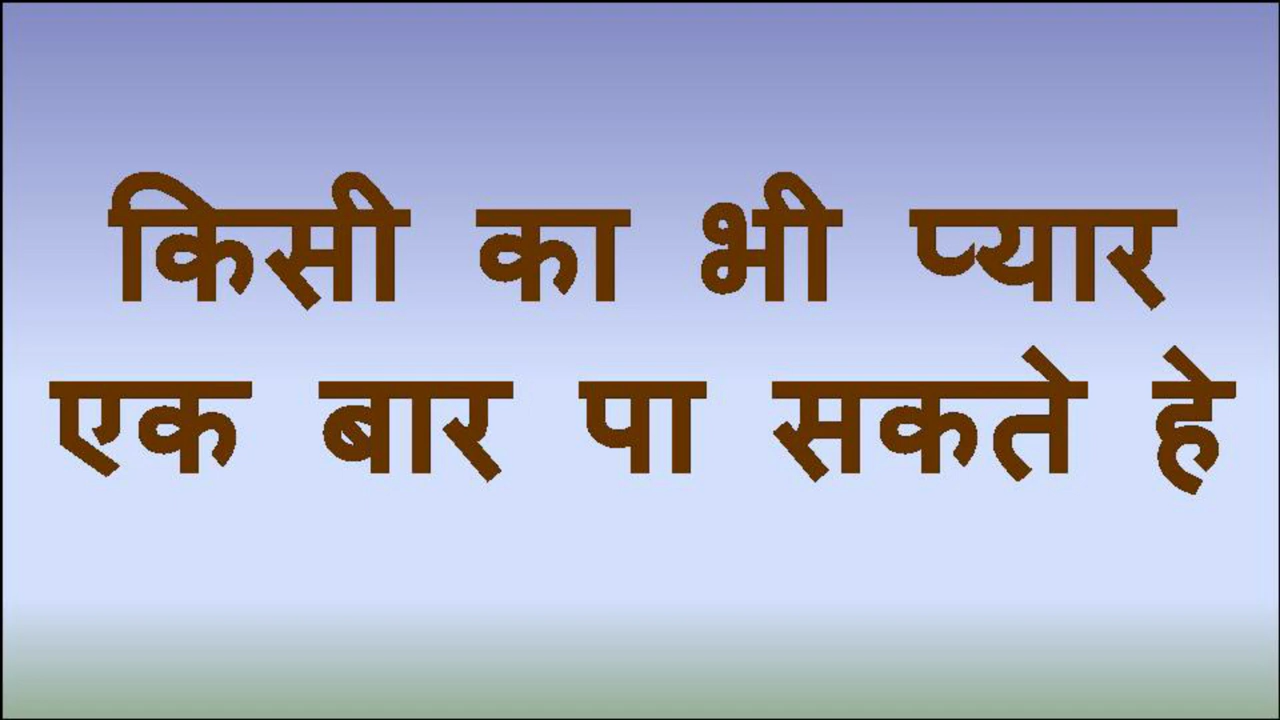 किसी का भी प्यार
एक बार पा सकते हे